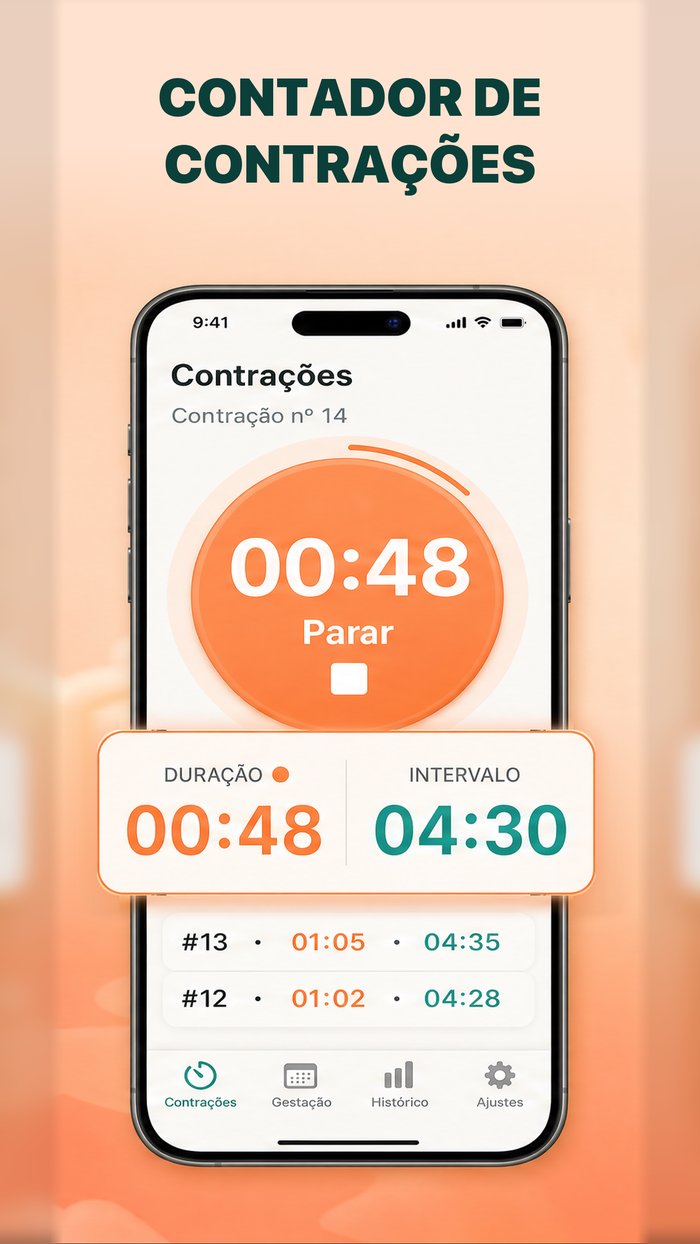 CONTADOR DE
CONTRAÇÕES
9:41
Contrações
Contração nº 14
00:48
Parar
DURAÇÃO INTERVALO
00:48 04:30
#13 • 01:05 • 04:35
#12 • 01:02 • 04:28
Contrações Gestação Histórico Ajustes